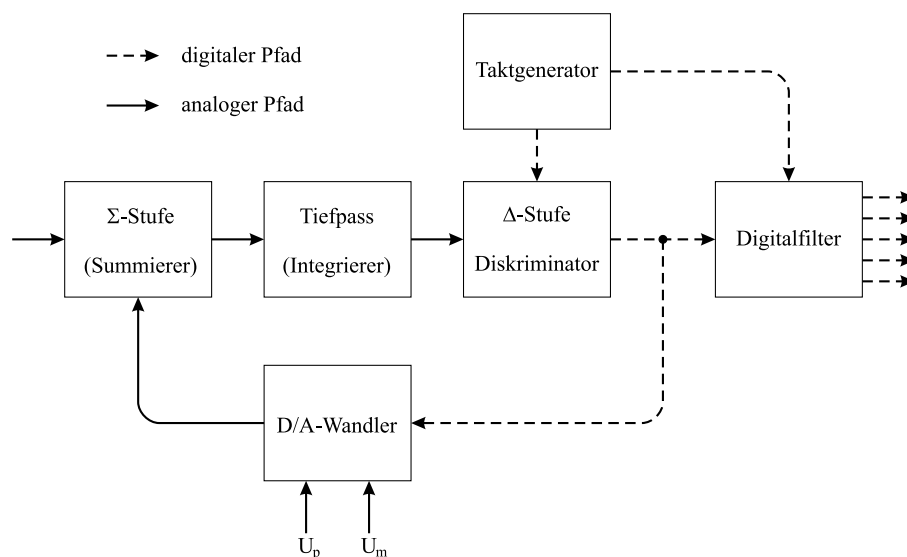 digitaler Pfad
analoger Pfad
Taktgenerator
Σ-Stufe
(Summierer)
Tiefpass
(Integrierer)
Δ-Stufe
Diskriminator
Digitalfilter
D/A-Wandler
U_p
U_m